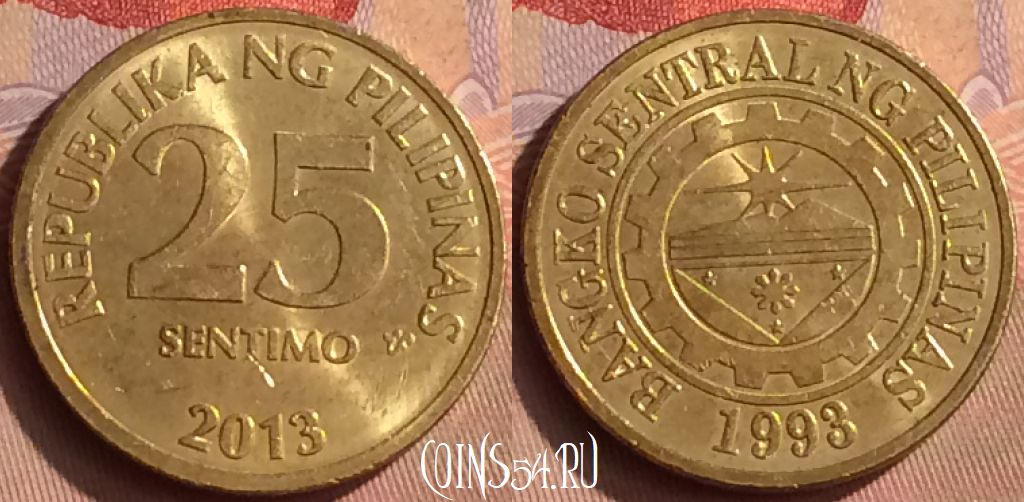 REPUBLIKA NG PILIPINAS
25
SENTIMO
2013
BANGKO SENTRAL NG PILIPINAS
1993
COINS54.RU